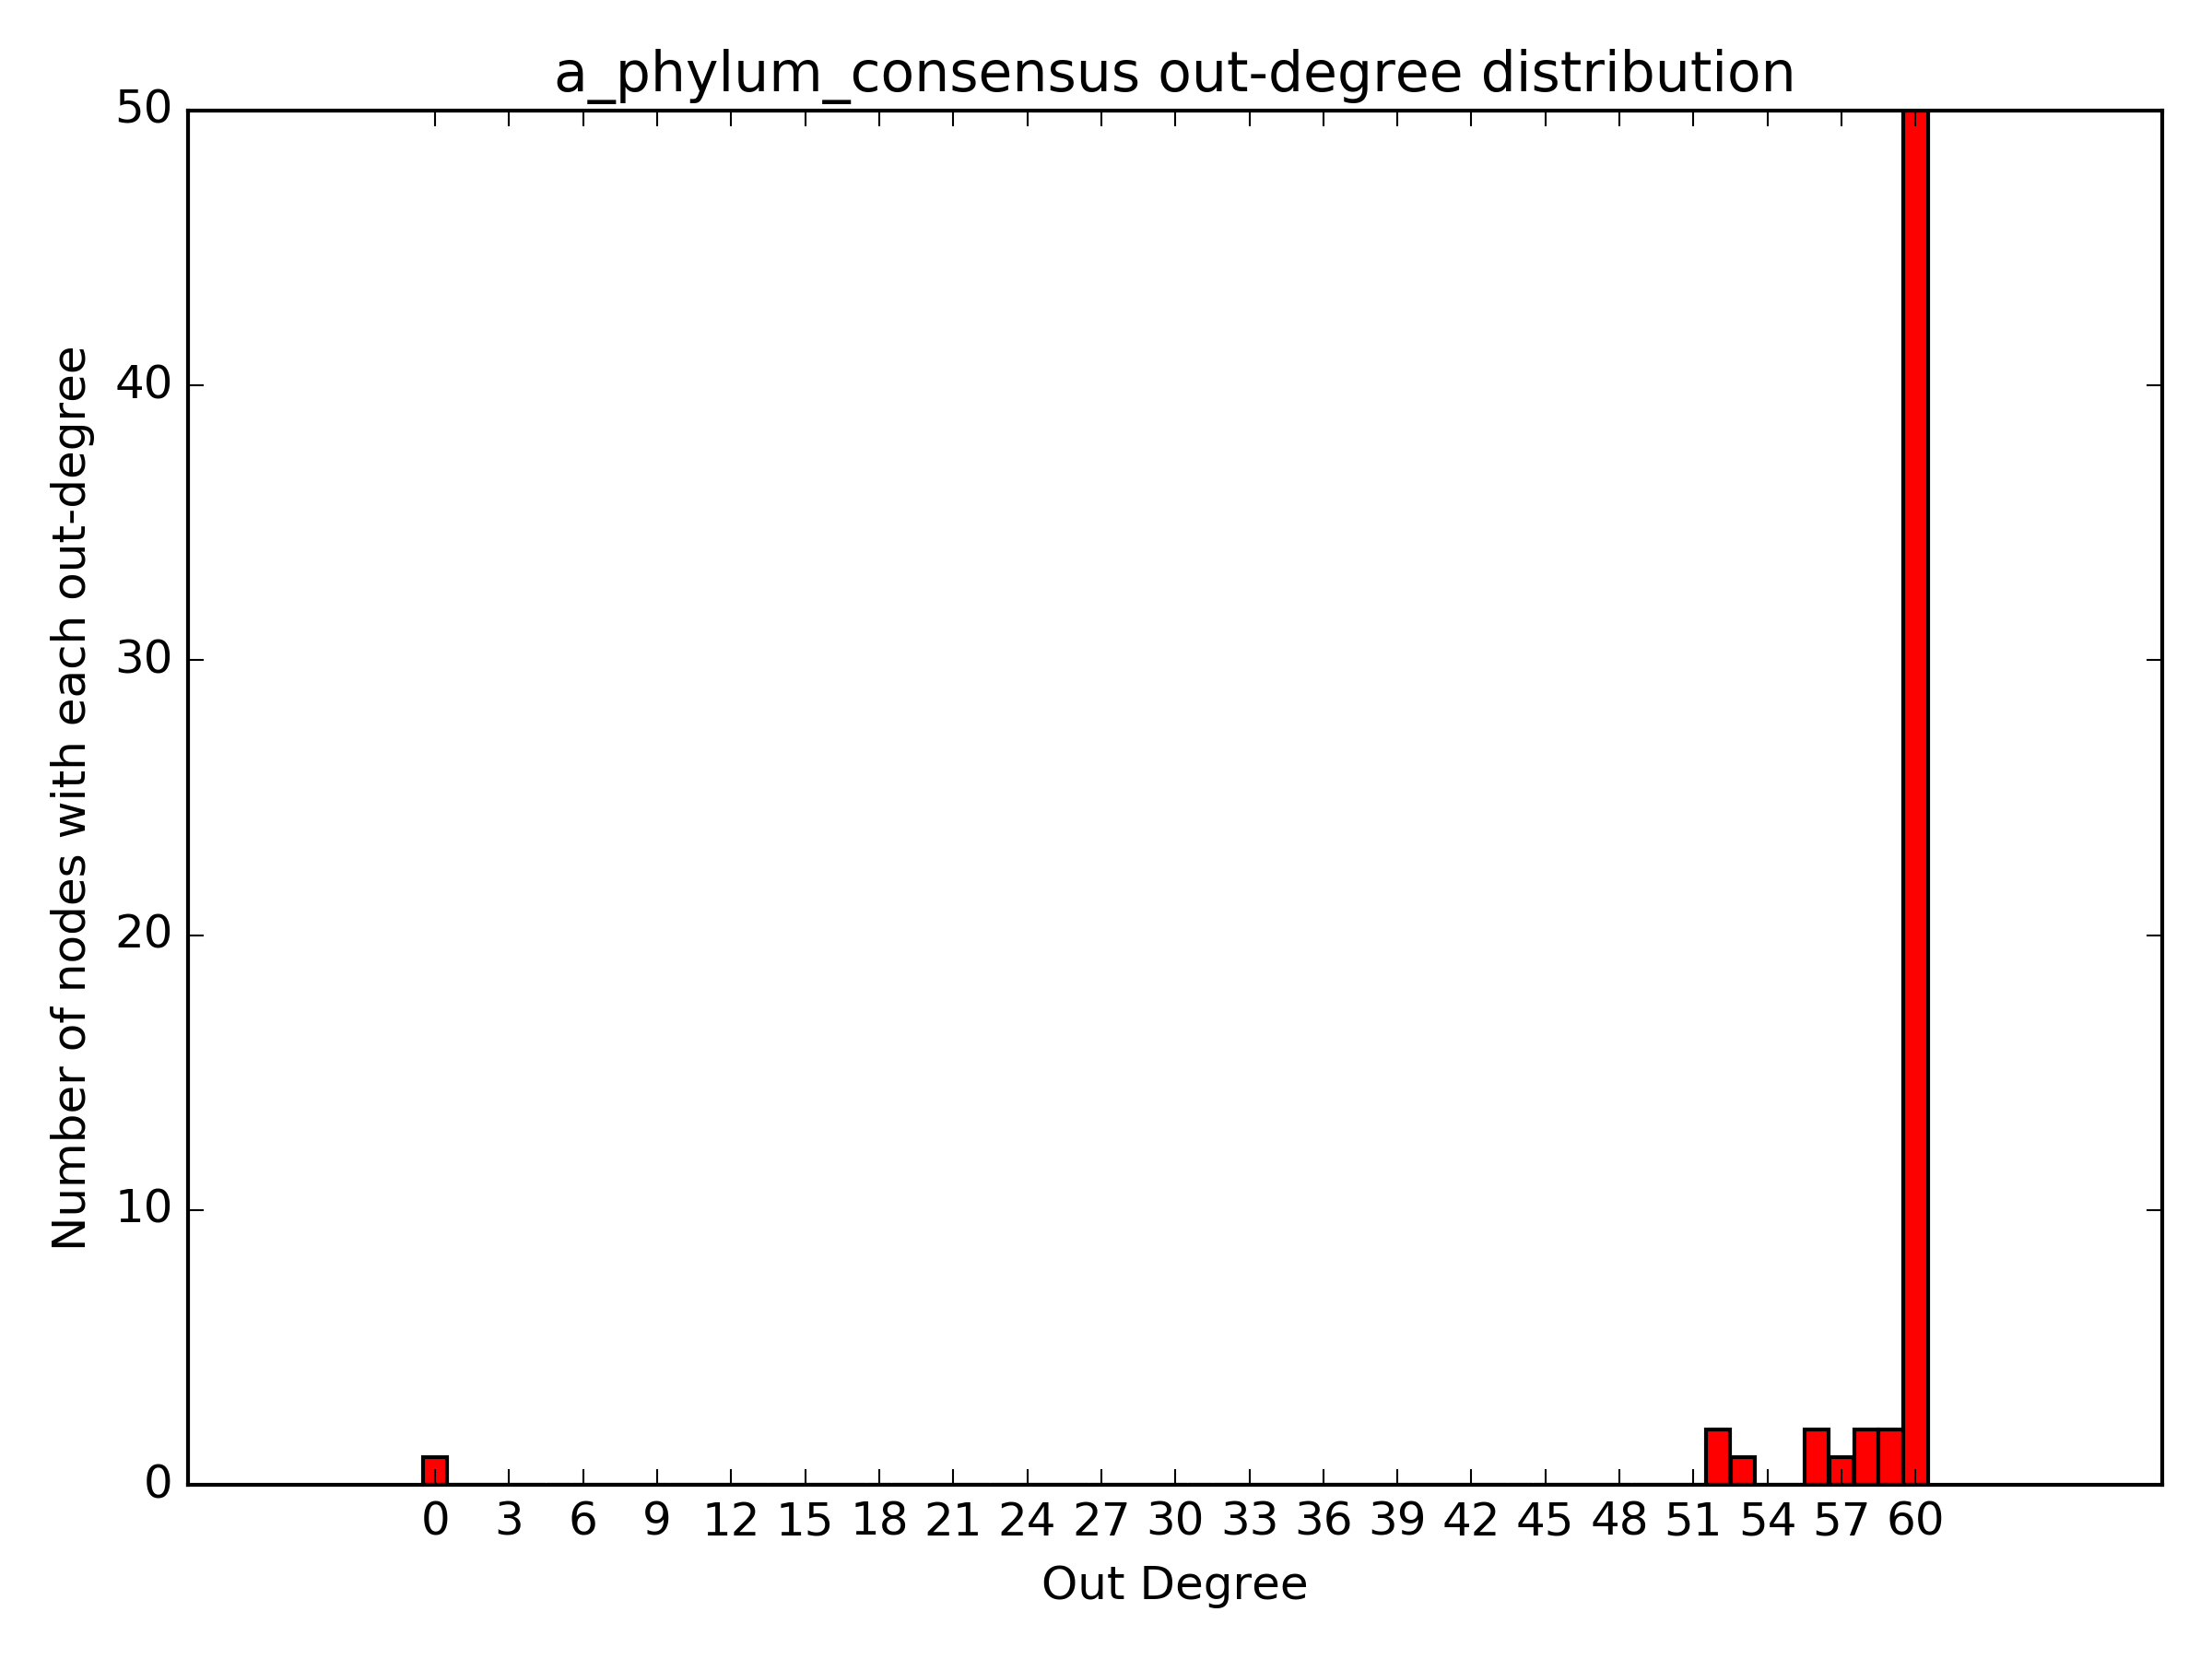 a_phylum_consensus out-degree distribution
Number of nodes with each out-degree
50
40
30
20
10
0
0 3 6 9 12 15 18 21 24 27 30 33 36 39 42 45 48 51 54 57 60
Out Degree